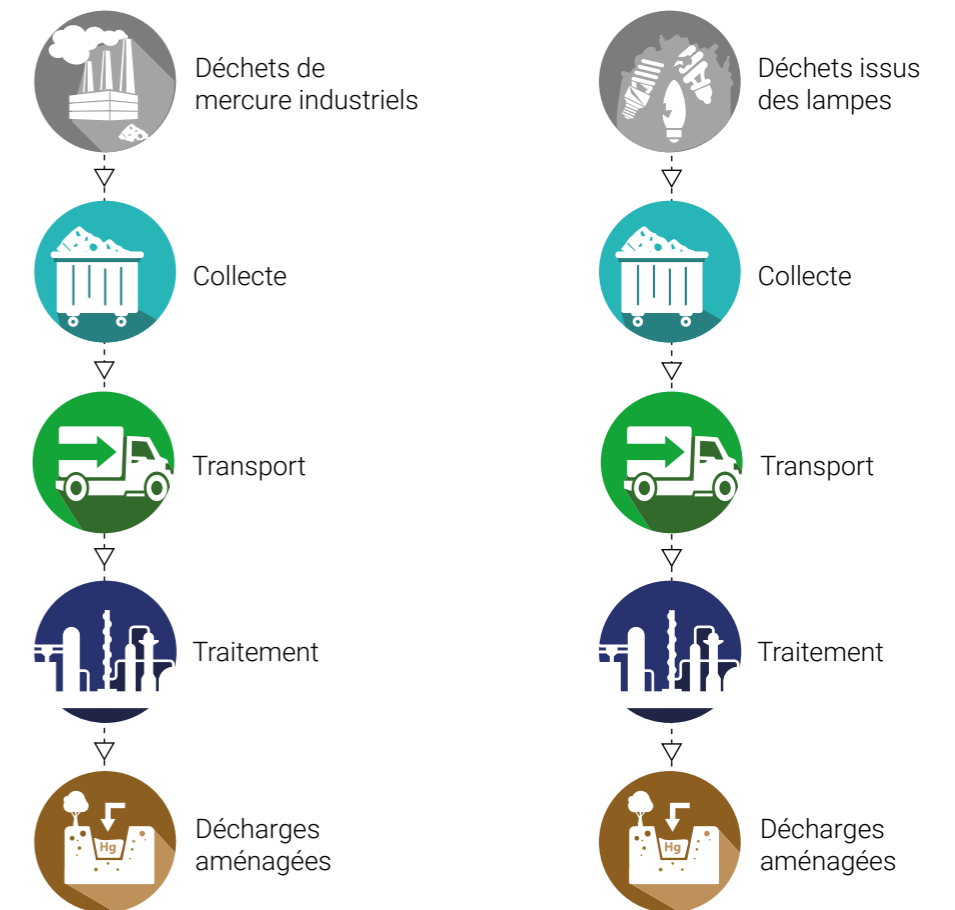 Déchets de
mercure industriels
Collecte
Transport
Traitement
Hg
Décharges
aménagées
Déchets issus
des lampes
Collecte
Transport
Traitement
Hg
Décharges
aménagées